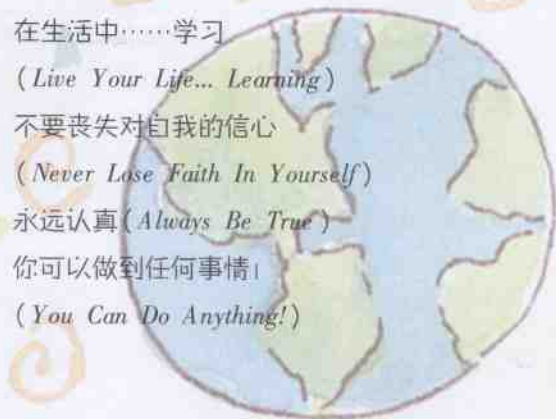 在生活中……学习
(Live Your Life... Learning)
不要丧失对自我的信心
(Never Lose Faith In Yourself)
永远认真(Always Be True)
你可以做到任何事情!
(You Can Do Anything!)